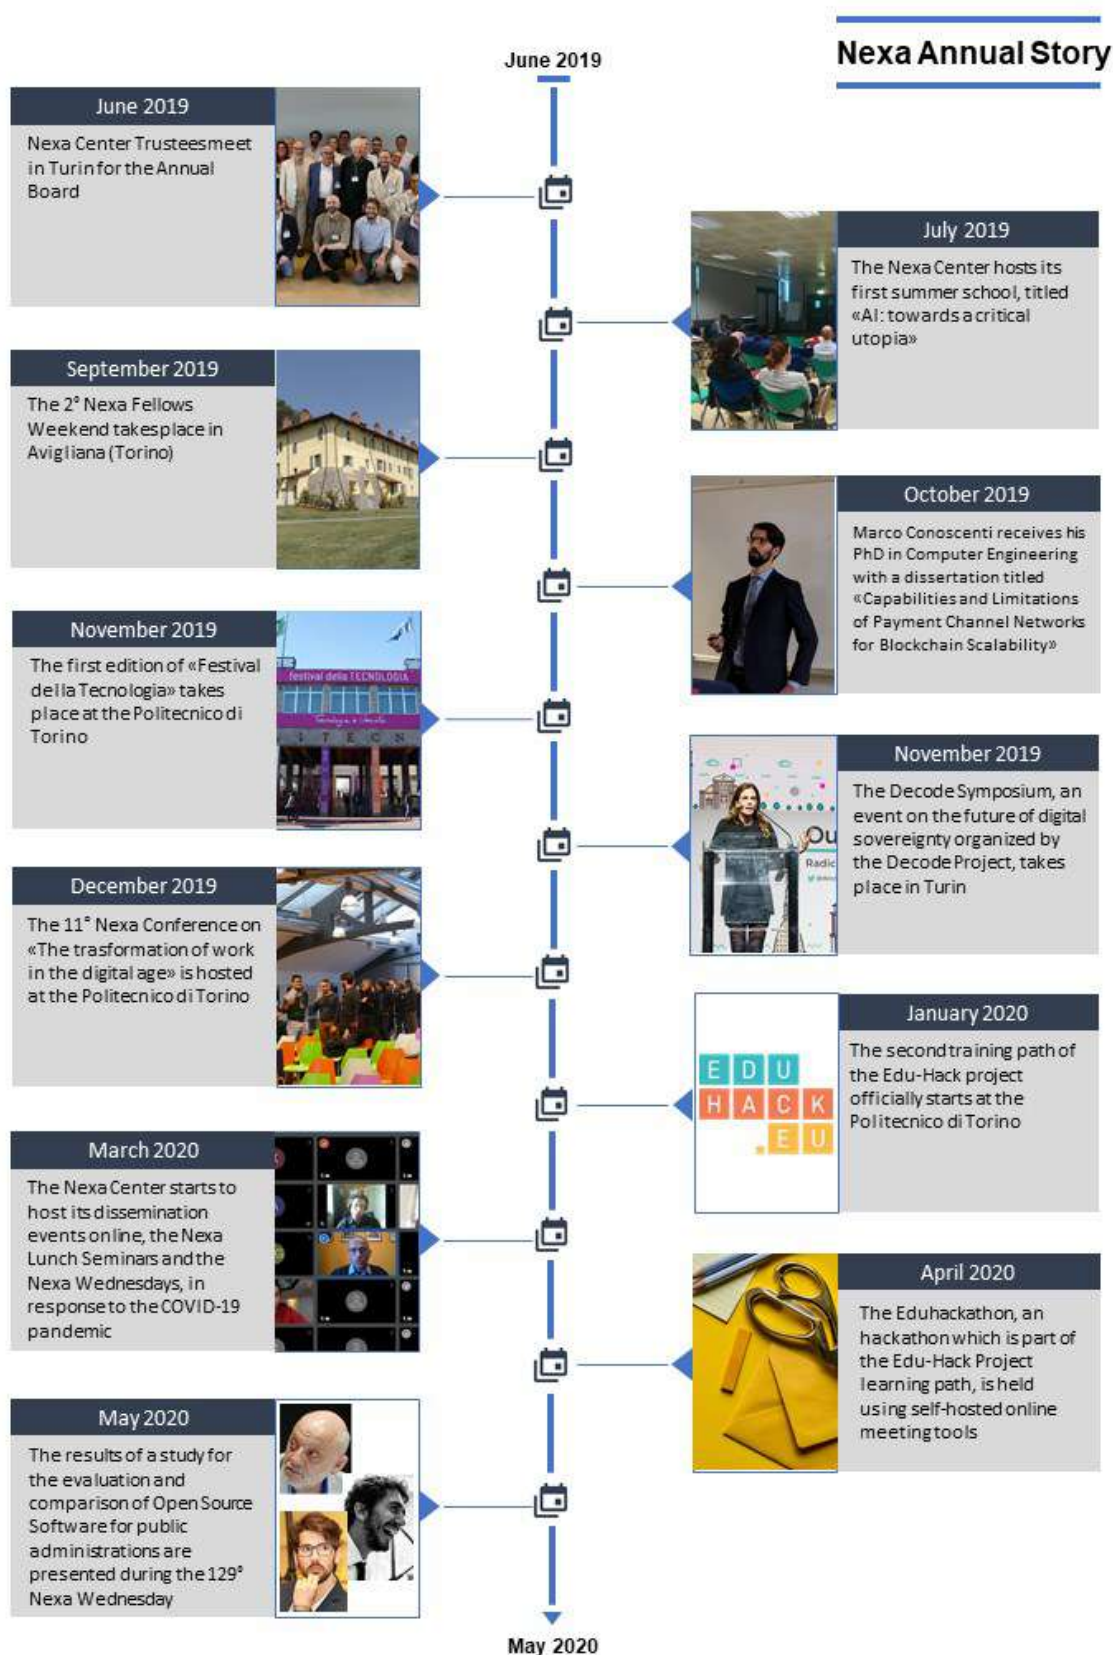 Nexa Annual Story
June 2019
June 2019
Nexa Center Trusteesmeet
in Turin for the Annual
Board
July 2019
The Nexa Center hosts its
first summer school, titled
«AI: towards a critical
utopia»
September 2019
The 2° Nexa Fellows
Weekend takes place in
Avigliana (Torino)
October 2019
Marco Conoscenti receives his
PhD in Computer Engineering
with a dissertation titled
«Capabilities and Limitations
of Payment Channel Networks
for Blockchain Scalability»
November 2019
The first edition of «Festival
della Tecnologia» takes
place at the Politecnico di
Torino
festival della TECNOLOGIA
I T E C N
November 2019
The Decode Symposium, an
event on the future of digital
sovereignty organized by
the Decode Project, takes
place in Turin
Ou
Radic
December 2019
The 11° Nexa Conference on
«The trasformation of work
in the digital age» is hosted
at the Politecnico di Torino
January 2020
The second training path of
the Edu-Hack project
officially starts at the
Politecnico di Torino
EDU
HACK
.EU
March 2020
The Nexa Center starts to
host its dissemination
events online, the Nexa
Lunch Seminars and the
Nexa Wednesdays, in
response to the COVID-19
pandemic
April 2020
The Eduhackathon, an
hackathon which is part of
the Edu-Hack Project
learning path, is held
using self-hosted online
meeting tools
May 2020
The results of a study for
the evaluation and
comparison of Open Source
Software for public
administrations are
presented during the 129°
Nexa Wednesday
May 2020